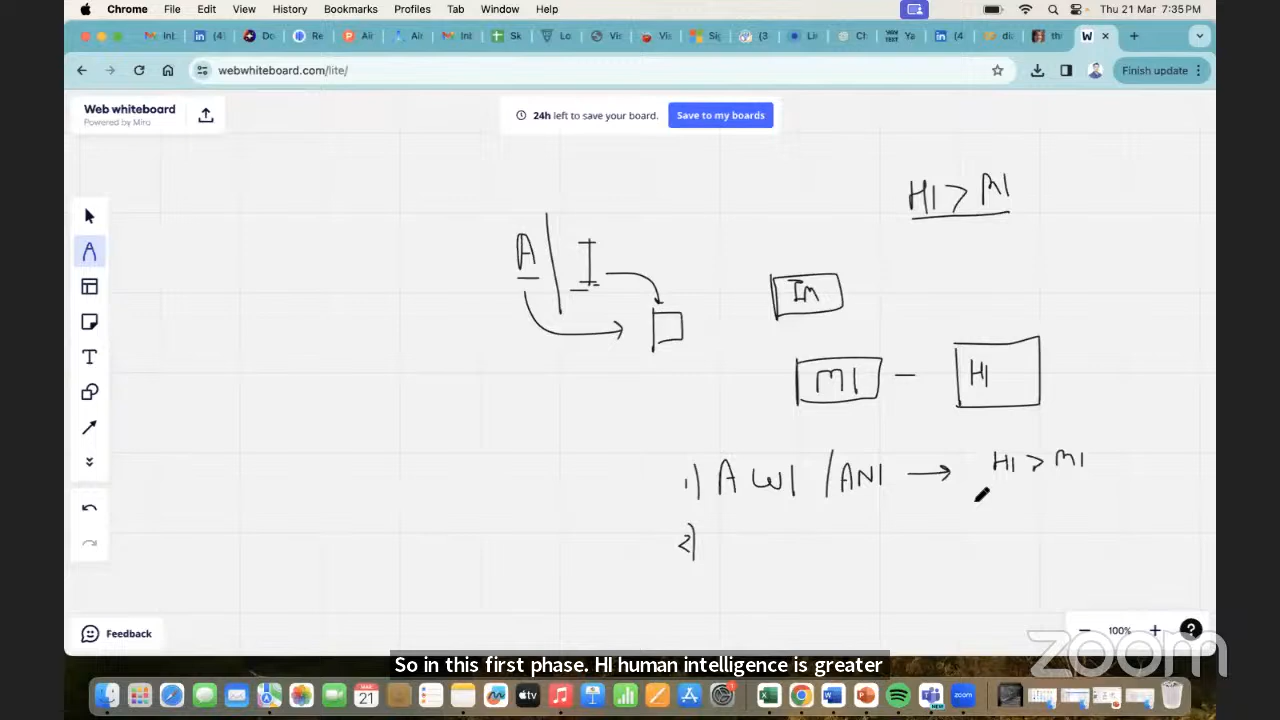 Chrome File Edit View History Bookmarks Profiles Tab Window Help Thu 21 Mar 7:35 PM
webwhiteboard.com/lite/
Finish update
Web whiteboard
Powered by Miro
24h left to save your board.
Save to my boards
HI > MI
A I
Im
MI — HI
1) AWI / ANI → HI > MI
2)
Feedback
100%
zoom
So in this first phase. HI human intelligence is greater